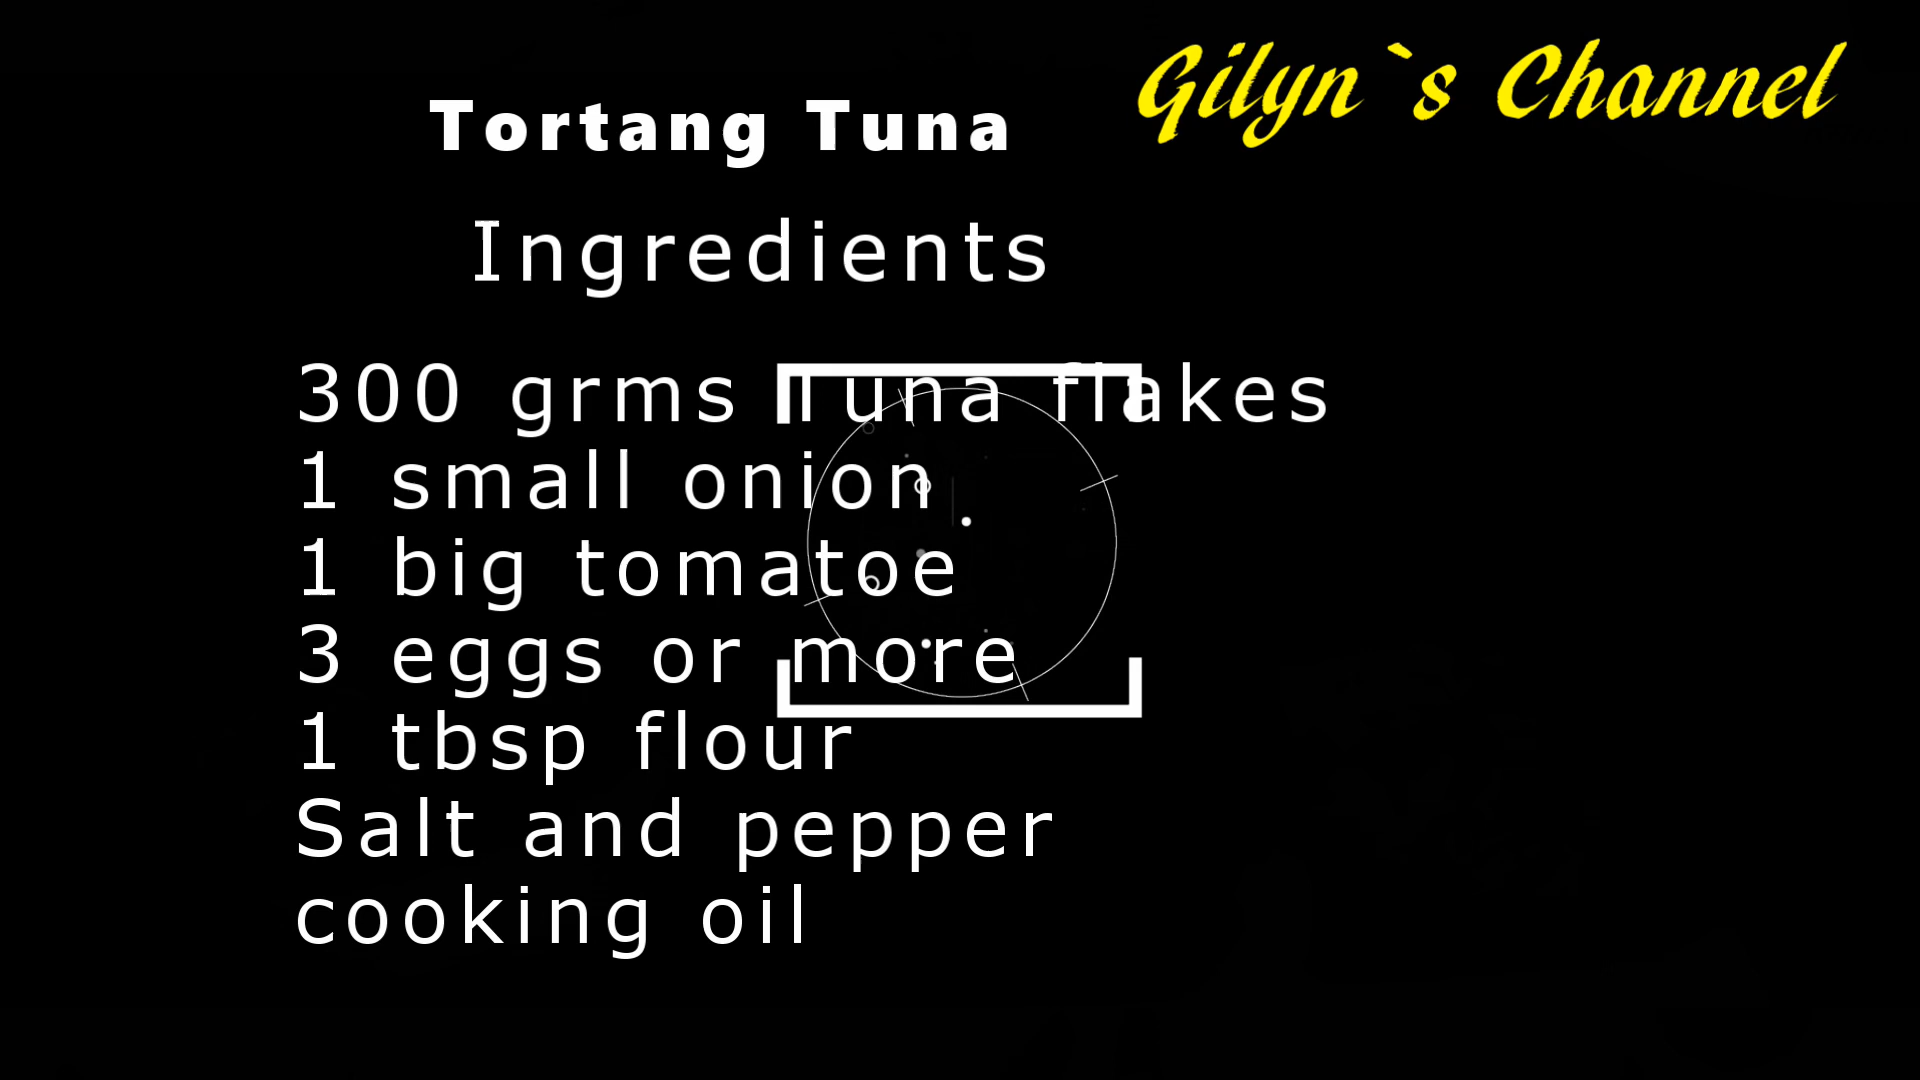 Gilyn`s Channel
Tortang Tuna
Ingredients
300 grms Tuna flakes
1 small onion
1 big tomatoe
3 eggs or more
1 tbsp flour
Salt and pepper
cooking oil